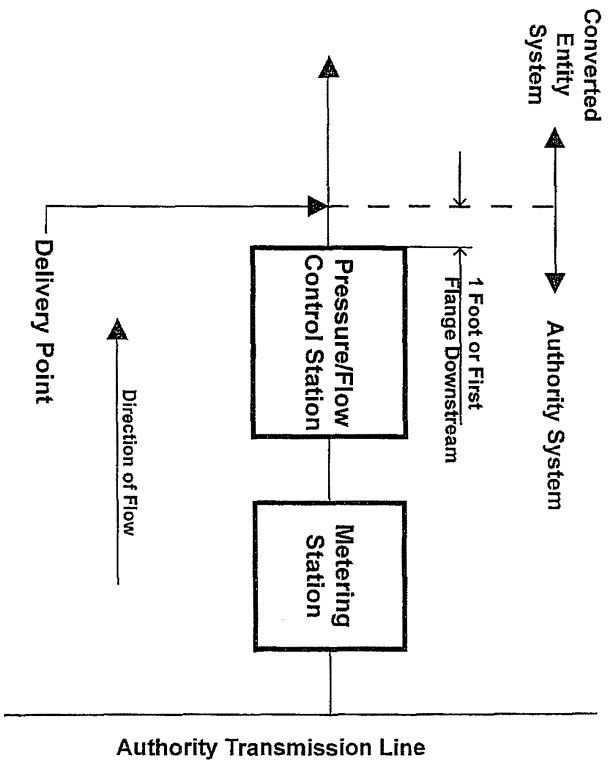 Converted
Entity
System
Authority System
1 Foot or First
Flange Downstream
Pressure/Flow
Control Station
Metering
Station
Delivery Point
Direction of Flow
Authority Transmission Line